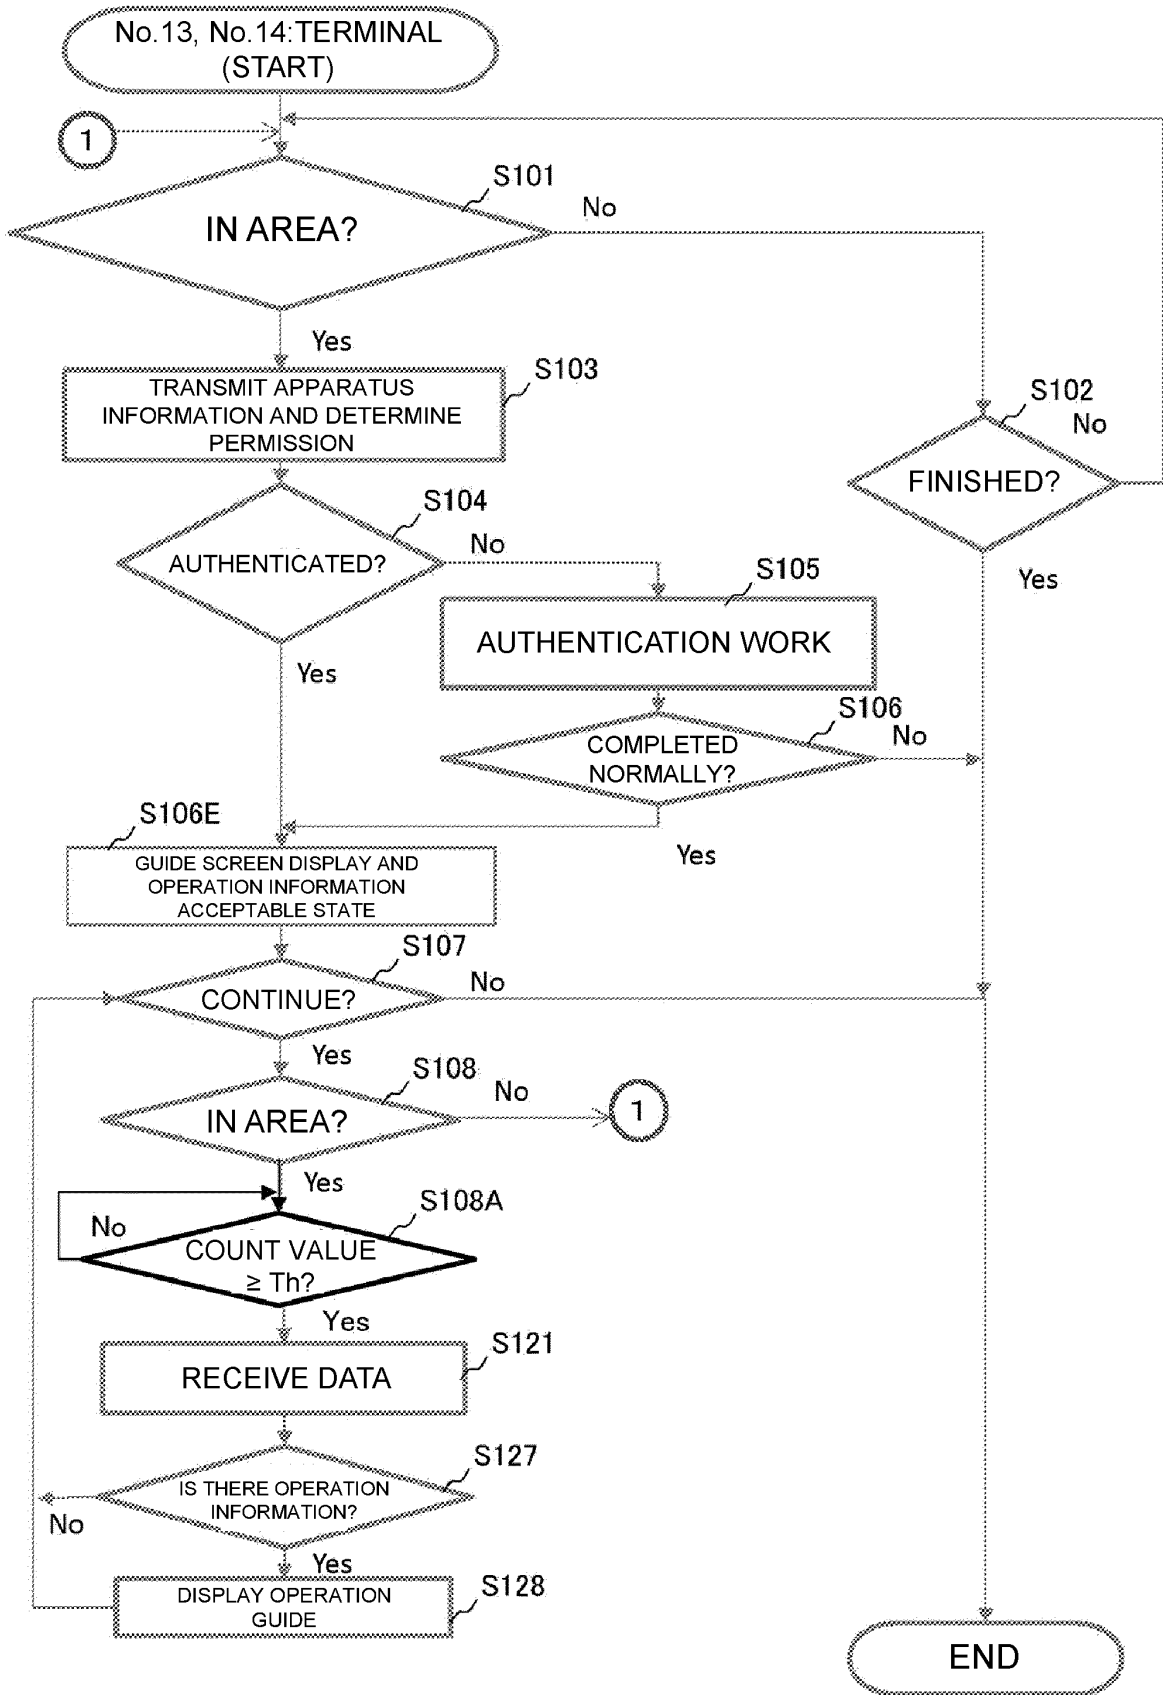 No.13, No.14:TERMINAL
(START)
1
S101
IN AREA?
No
Yes
S103
TRANSMIT APPARATUS
INFORMATION AND DETERMINE
PERMISSION
S102
No
FINISHED?
Yes
S104
AUTHENTICATED?
No
Yes
S105
AUTHENTICATION WORK
S106
COMPLETED
NORMALLY?
No
Yes
S106E
GUIDE SCREEN DISPLAY AND
OPERATION INFORMATION
ACCEPTABLE STATE
S107
CONTINUE?
No
Yes
S108
IN AREA?
No
1
Yes
S108A
No
COUNT VALUE
≥ Th?
Yes
S121
RECEIVE DATA
S127
IS THERE OPERATION
INFORMATION?
No
Yes
S128
DISPLAY OPERATION
GUIDE
END